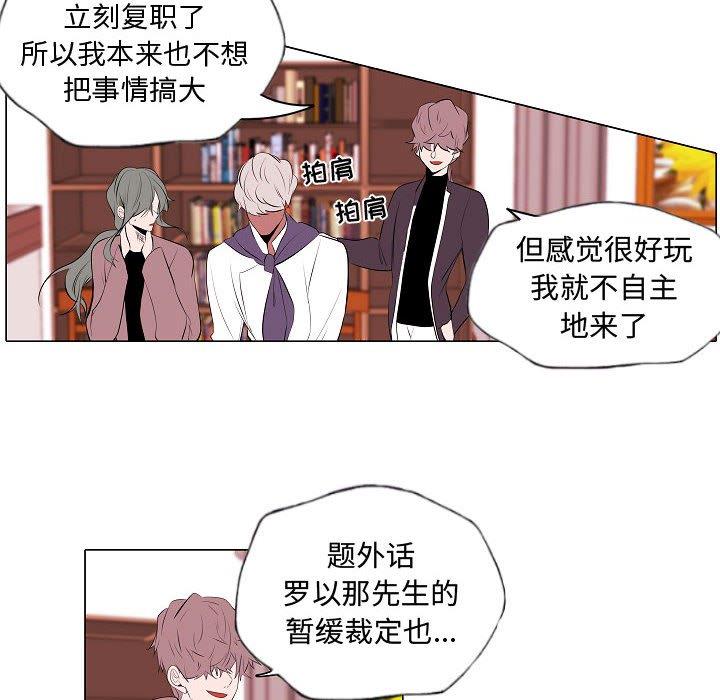 立刻复职了
所以我本来也不想
把事情搞大
拍肩
拍肩
但感觉很好玩
我就不自主
地来了
题外话
罗以那先生的
暂缓裁定也...